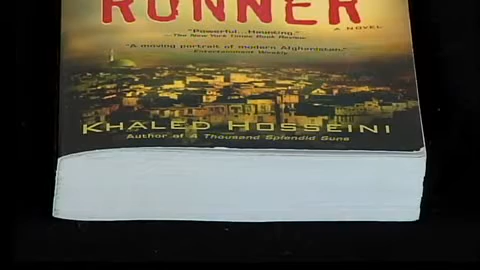 RUNNER
A NOVEL
"Powerful...Haunting."
—The New York Times Book Review
"A moving portrait of modern Afghanistan."
—Entertainment Weekly
KHALED HOSSEINI
Author of A Thousand Splendid Suns